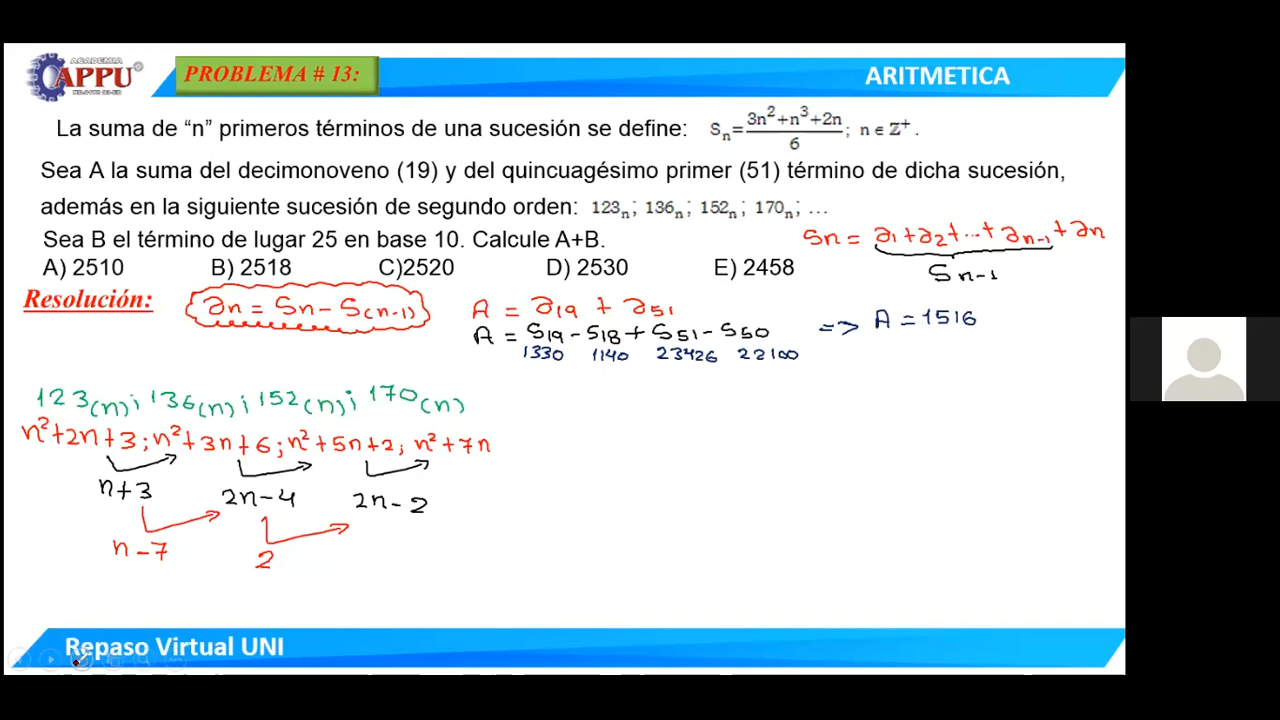 ACADEMIA
APPU
PROBLEMA # 13:
ARITMETICA
La suma de “n” primeros términos de una sucesión se define: Sn= 3n²+n³+2n / 6 ; n ∈ Z⁺.
Sea A la suma del decimonoveno (19) y del quincuagésimo primer (51) término de dicha sucesión,
además en la siguiente sucesión de segundo orden: 123n; 136n; 152n; 170n; ...
Sea B el término de lugar 25 en base 10. Calcule A+B.
A) 2510 B) 2518 C)2520 D) 2530 E) 2458
Sn = a1+a2+...+an-1+an
Sn-1
Resolución:
an = Sn - S(n-1)
A = a19 + a51
A = S19 - S18 + S51 - S50
1330 1140 23426 22100
=> A = 1516
123(n); 136(n); 152(n); 170(n)
n²+2n+3; n²+3n+6; n²+5n+2; n²+7n
n+3 2n-4 2n-2
n-7 2
Repaso Virtual UNI